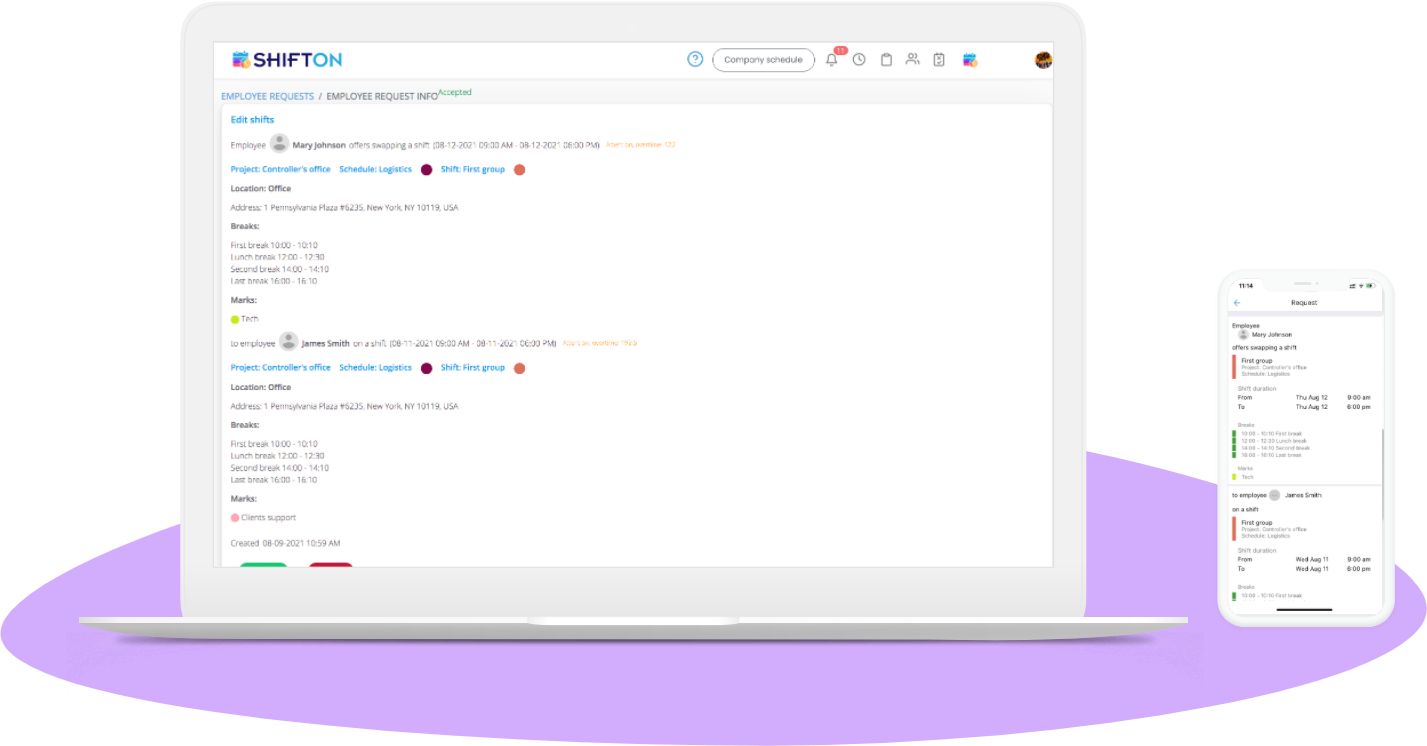 SHIFTON
Company schedule
11
EMPLOYEE REQUESTS / EMPLOYEE REQUEST INFO Accepted
Edit shifts
Employee Mary Johnson offers swapping a shift (08-12-2021 09:00 AM - 08-12-2021 06:00 PM) overtime
Project: Controller's office Schedule: Logistics Shift: First group
Location: Office
Address: 1 Pennsylvania Plaza #6235, New York, NY 10119, USA
Breaks:
First break 10:00 - 10:10
Lunch break 12:00 - 12:30
Second break 14:00 - 14:10
Last break 16:00 - 16:10
Marks:
Tech
to employee James Smith on a shift (08-11-2021 09:00 AM - 08-11-2021 06:00 PM) overtime
Project: Controller's office Schedule: Logistics Shift: First group
Location: Office
Address: 1 Pennsylvania Plaza #6235, New York, NY 10119, USA
Breaks:
First break 10:00 - 10:10
Lunch break 12:00 - 12:30
Second break 14:00 - 14:10
Last break 16:00 - 16:10
Marks:
Clients support
Created 08-09-2021 10:59 AM
11:14
Request
Employee
Mary Johnson
offers swapping a shift
First group
Project: Controller's office
Schedule: Logistics
Shift duration
From Thu Aug 12 9:00 am
To Thu Aug 12 6:00 pm
Breaks
10:00 - 10:10 First break
12:00 - 12:30 Lunch break
14:00 - 14:10 Second break
16:00 - 16:10 Last break
Marks
Tech
to employee James Smith
on a shift
First group
Project: Controller's office
Schedule: Logistics
Shift duration
From Wed Aug 11 9:00 am
To Wed Aug 11 6:00 pm
Breaks
10:00 - 10:10 First break